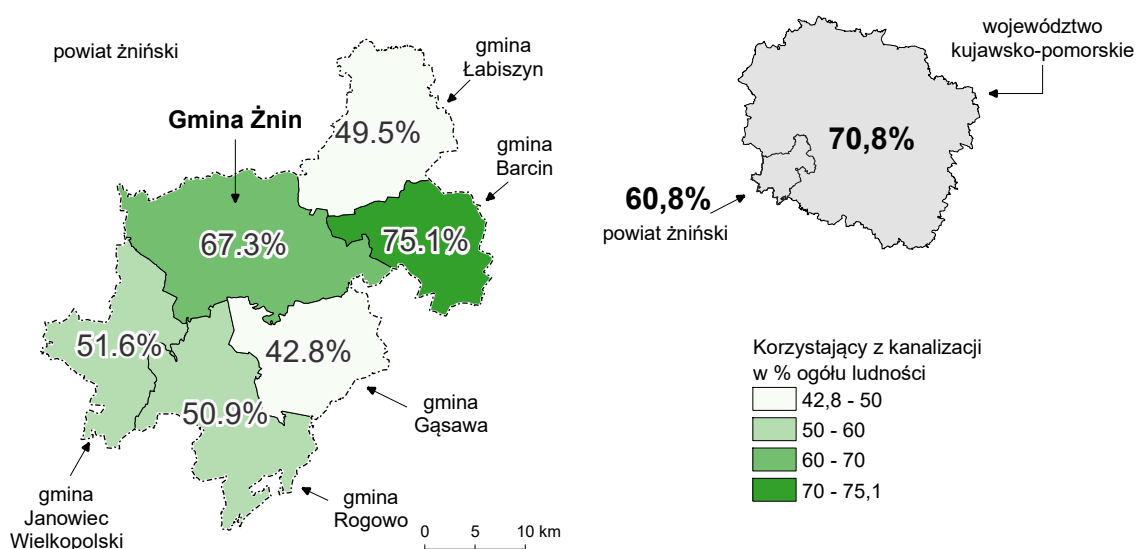 powiat żniński
gmina
Łabiszyn
Gmina Żnin
49.5%
gmina
Barcin
67.3%
75.1%
51.6%
42.8%
50.9%
gmina
Gąsawa
gmina
Janowiec
Wielkopolski
gmina
Rogowo
0 5 10 km
województwo
kujawsko-pomorskie
70,8%
60,8%
powiat żniński
Korzystający z kanalizacji
w % ogółu ludności
42,8 - 50
50 - 60
60 - 70
70 - 75,1